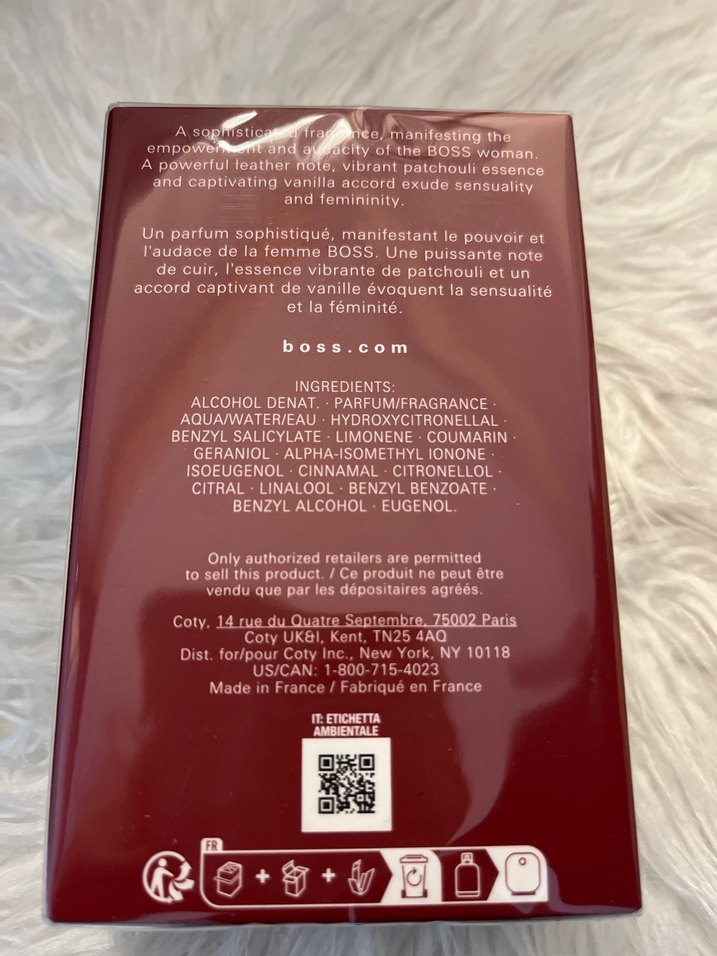 A sophisticated fragrance, manifesting the
empowerment and audacity of the BOSS woman.
A powerful leather note, vibrant patchouli essence
and captivating vanilla accord exude sensuality
and femininity.
Un parfum sophistiqué, manifestant le pouvoir et
l'audace de la femme BOSS. Une puissante note
de cuir, l'essence vibrante de patchouli et un
accord captivant de vanille évoquent la sensualité
et la féminité.
boss.com
INGREDIENTS:
ALCOHOL DENAT. · PARFUM/FRAGRANCE ·
AQUA/WATER/EAU · HYDROXYCITRONELLAL ·
BENZYL SALICYLATE · LIMONENE · COUMARIN ·
GERANIOL · ALPHA-ISOMETHYL IONONE ·
ISOEUGENOL · CINNAMAL · CITRONELLOL ·
CITRAL · LINALOOL · BENZYL BENZOATE ·
BENZYL ALCOHOL · EUGENOL.
Only authorized retailers are permitted
to sell this product. / Ce produit ne peut être
vendu que par les dépositaires agréés.
Coty, 14 rue du Quatre Septembre, 75002 Paris
Coty UK&I, Kent, TN25 4AQ
Dist. for/pour Coty Inc., New York, NY 10118
US/CAN: 1-800-715-4023
Made in France / Fabriqué en France
IT: ETICHETTA
AMBIENTALE
FR